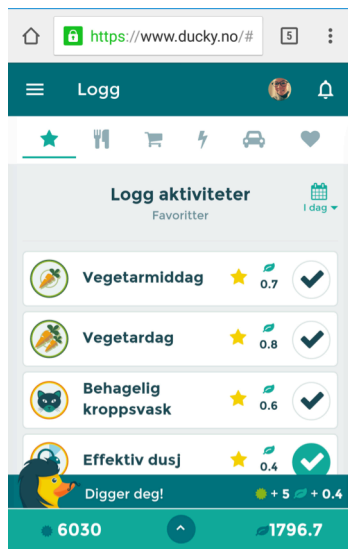 https://www.ducky.no/#
5
Logg
Logg aktiviteter
Favoritter
I dag
Vegetarmiddag
0.7
Vegetardag
0.8
Behagelig
kroppsvask
0.6
Effektiv dusj
0.4
Digger deg!
+ 5
+ 0.4
6030
1796.7